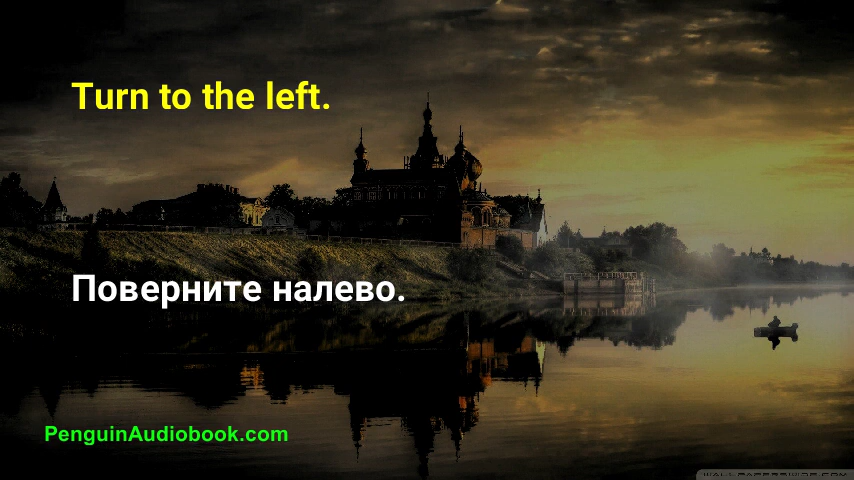 Turn to the left.
Поверните налево.
PenguinAudiobook.com